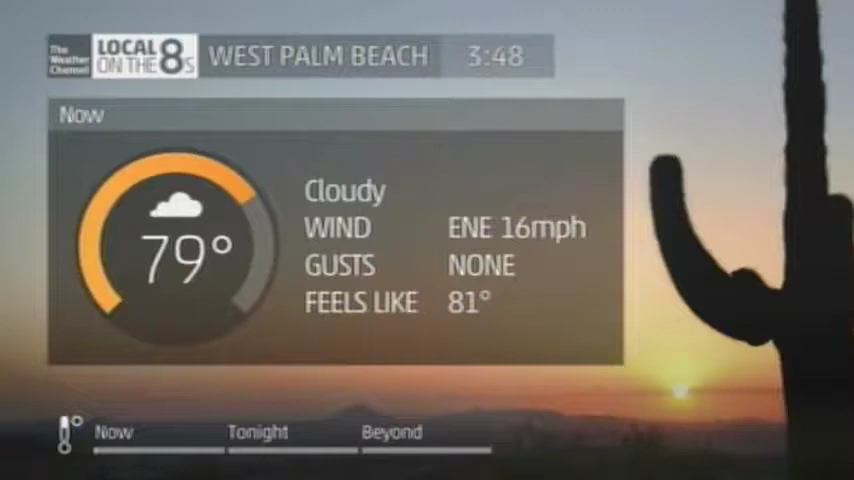 The Weather Channel
LOCAL ON THE 8s
WEST PALM BEACH 3:48
Now
79°
Cloudy
WIND ENE 16mph
GUSTS NONE
FEELS LIKE 81°
Now Tonight Beyond